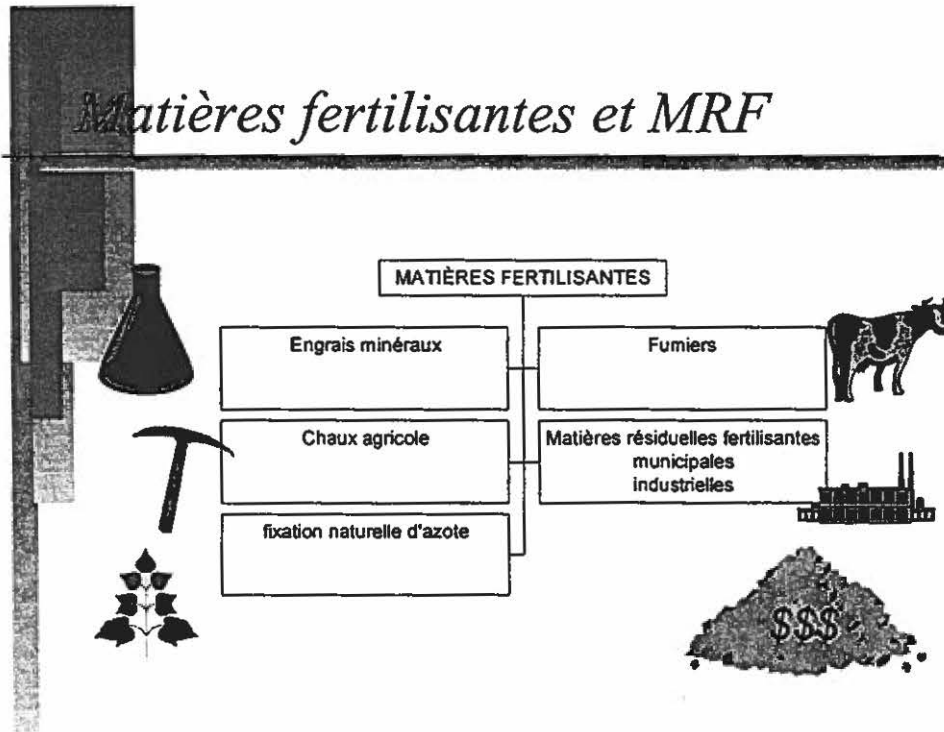 Matières fertilisantes et MRF
MATIÈRES FERTILISANTES
Engrais minéraux
Fumiers
Chaux agricole
Matières résiduelles fertilisantes
municipales
industrielles
fixation naturelle d'azote
$$$